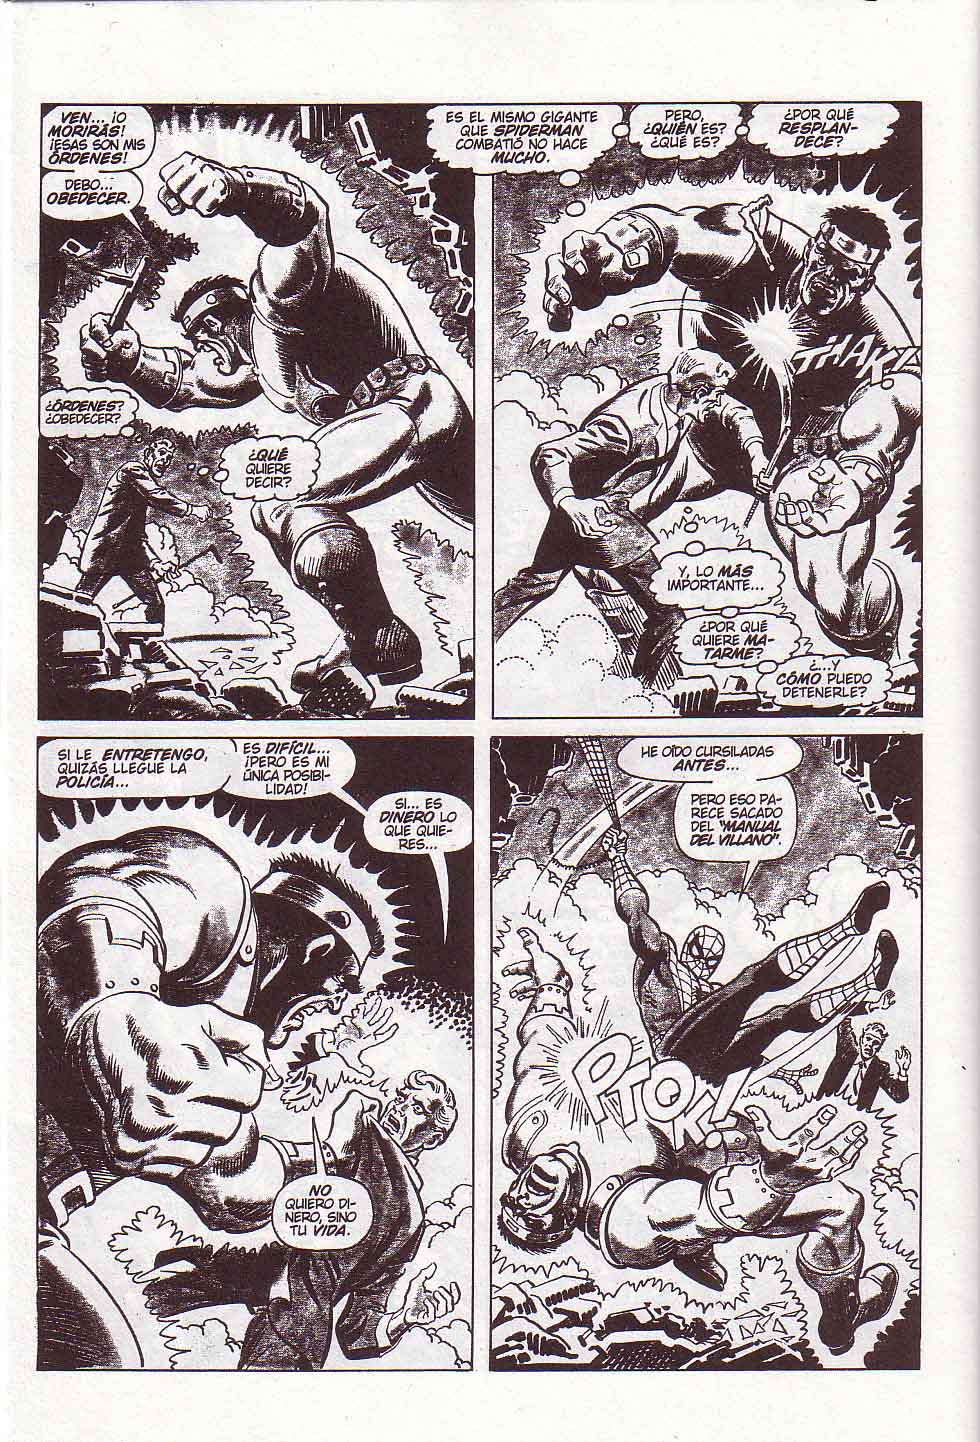 VEN... ¡O
MORIRÁS!
¡ESAS SON MIS
ÓRDENES!
DEBO...
OBEDECER.
¿ÓRDENES?
¿OBEDECER?
¿QUÉ
QUIERE
DECIR?
ES EL MISMO GIGANTE
QUE SPIDERMAN
COMBATIÓ NO HACE
MUCHO.
PERO,
¿QUIÉN ES?
¿QUÉ ES?
¿POR QUÉ
RESPLAN-
DECE?
THAK!
Y, LO MÁS
IMPORTANTE...
¿POR QUÉ
QUIERE MA-
TARME?
¿...Y
CÓMO PUEDO
DETENERLE?
SI LE ENTRETENGO,
QUIZÁS LLEGUE LA
POLICÍA...
ES DIFÍCIL...
¡PERO ES MI
ÚNICA POSIBI-
LIDAD!
SI... ES
DINERO LO
QUE QUIE-
RES...
NO
QUIERO DI-
NERO, SINO
TU VIDA.
HE OÍDO CURSILADAS
ANTES...
PERO ESO PA-
RECE SACADO
DEL "MANUAL
DEL VILLANO".
PTOK!